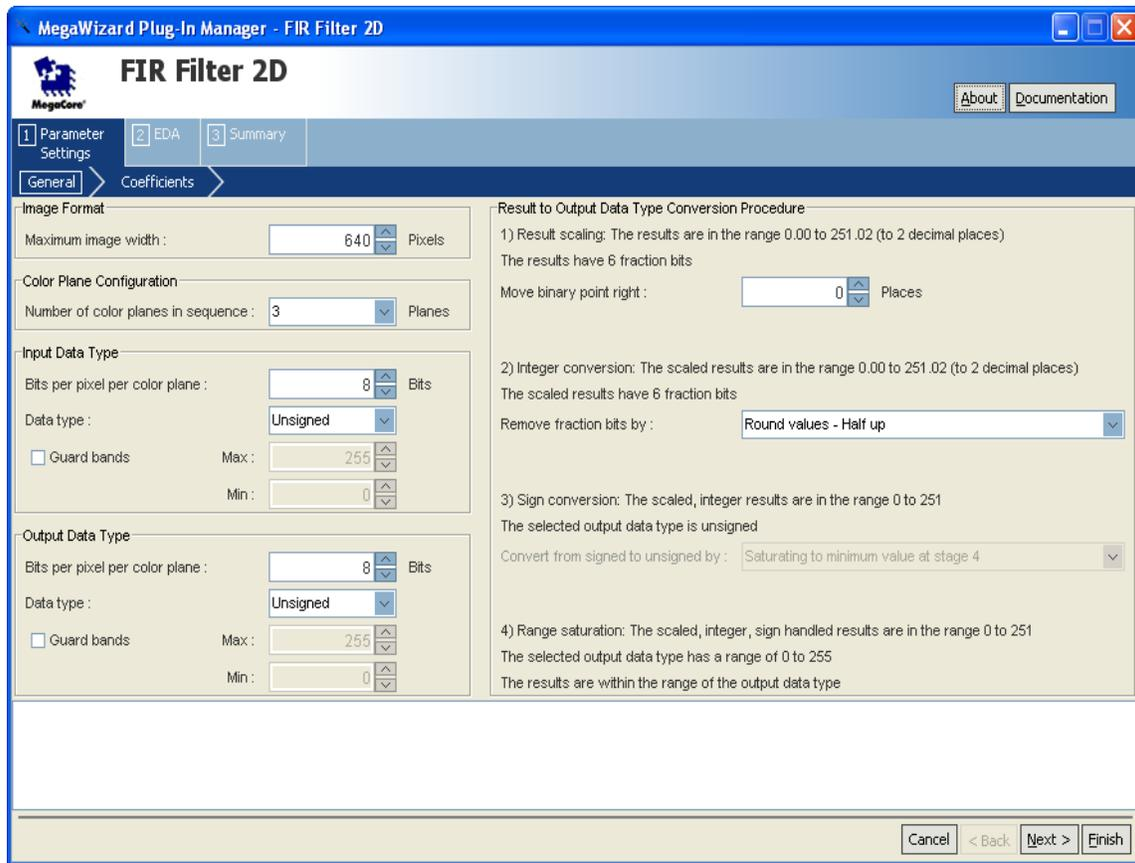 MegaWizard Plug-In Manager - FIR Filter 2D
FIR Filter 2D
MegaCore®
About
Documentation
1 Parameter Settings
2 EDA
3 Summary
General
Coefficients
Image Format
Maximum image width : 640 Pixels
Color Plane Configuration
Number of color planes in sequence : 3 Planes
Input Data Type
Bits per pixel per color plane : 8 Bits
Data type : Unsigned
Guard bands Max : 255
Min : 0
Output Data Type
Bits per pixel per color plane : 8 Bits
Data type : Unsigned
Guard bands Max : 255
Min : 0
Result to Output Data Type Conversion Procedure
1) Result scaling: The results are in the range 0.00 to 251.02 (to 2 decimal places)
The results have 6 fraction bits
Move binary point right : 0 Places
2) Integer conversion: The scaled results are in the range 0.00 to 251.02 (to 2 decimal places)
The scaled results have 6 fraction bits
Remove fraction bits by : Round values - Half up
3) Sign conversion: The scaled, integer results are in the range 0 to 251
The selected output data type is unsigned
Convert from signed to unsigned by : Saturating to minimum value at stage 4
4) Range saturation: The scaled, integer, sign handled results are in the range 0 to 251
The selected output data type has a range of 0 to 255
The results are within the range of the output data type
Cancel
< Back
Next >
Finish